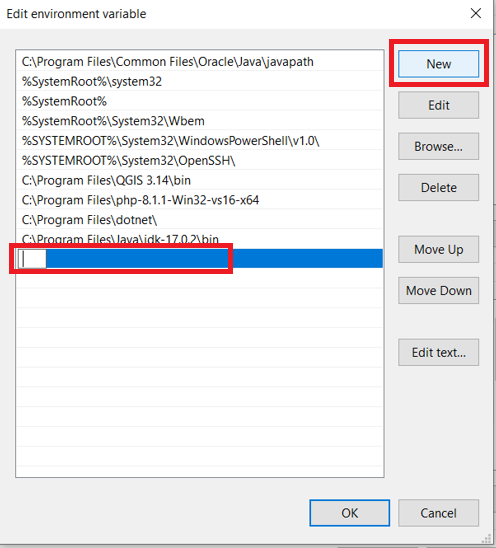 Edit environment variable
C:\Program Files\Common Files\Oracle\Java\javapath
%SystemRoot%\system32
%SystemRoot%
%SystemRoot%\System32\Wbem
%SYSTEMROOT%\System32\WindowsPowerShell\v1.0\
%SYSTEMROOT%\System32\OpenSSH\
C:\Program Files\QGIS 3.14\bin
C:\Program Files\php-8.1.1-Win32-vs16-x64
C:\Program Files\dotnet\
C:\Program Files\Java\jdk-17.0.2\bin
New
Edit
Browse...
Delete
Move Up
Move Down
Edit text...
OK
Cancel